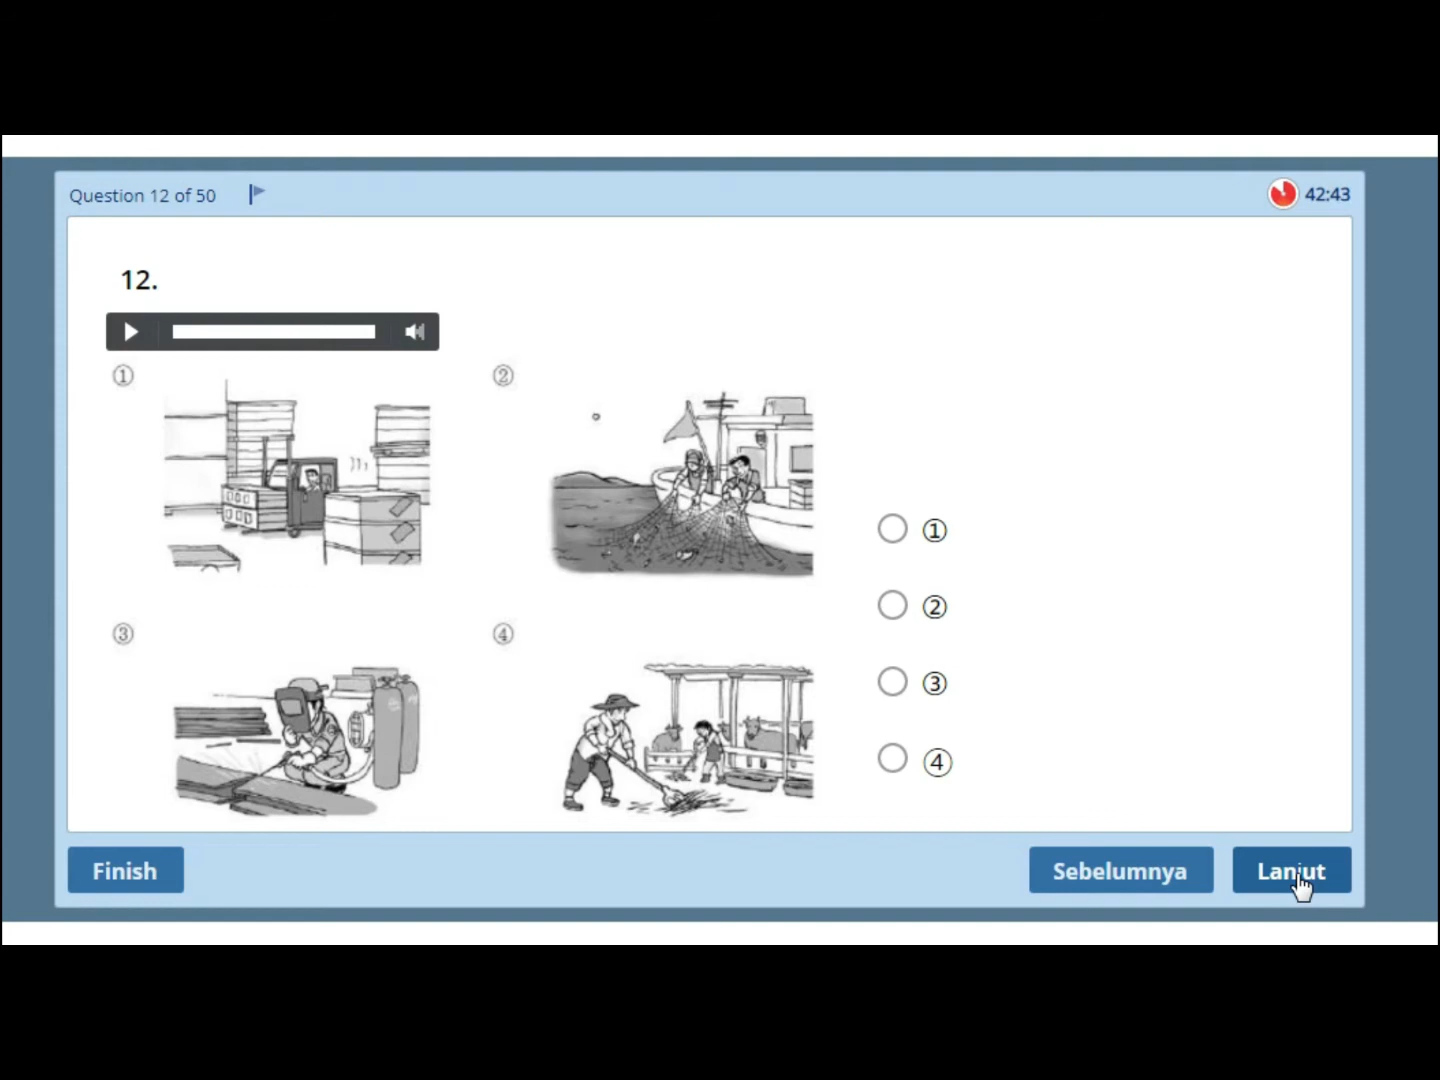 Question 12 of 50
42:43
12.
①
②
③
④
①
②
③
④
Finish
Sebelumnya
Lanjut